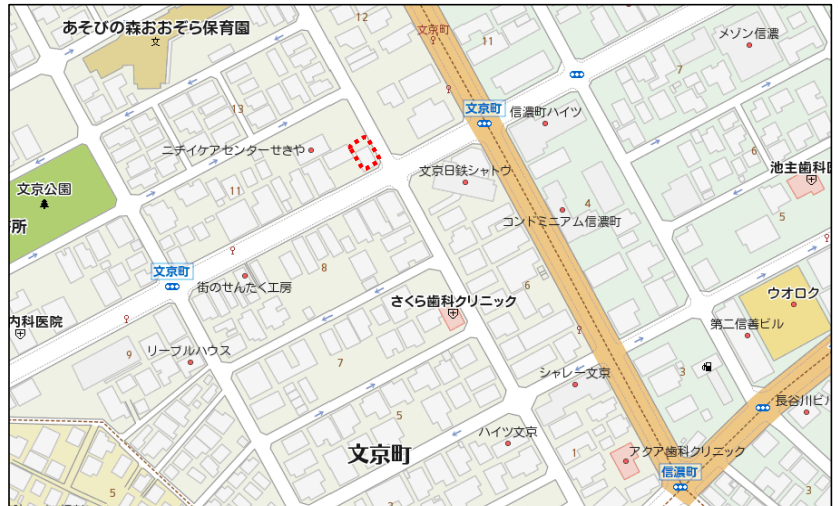 12
文京町
11
メゾン信濃
7
あそびの森おおぞら保育園
文
13
文京町
信濃町ハイツ
6
ニチイケアセンターせきや
文京日鉄シャトウ
池主歯科医
文京公園
11
4
5
所
コンドミニアム信濃町
文京町
8
街のせんたく工房
6
さくら歯科クリニック
ウオロク
内科医院
第二信善ビル
9
リーブルハウス
7
シャレー文京
3
長谷川ビル
5
文京町
ハイツ文京
1
アクア歯科クリニック
信濃町
5
3